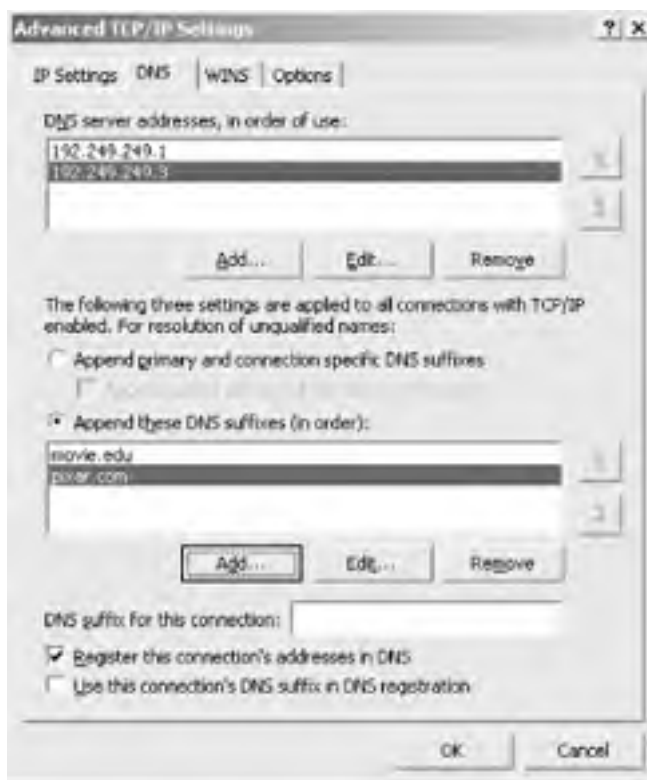 Advanced TCP/IP Settings
? X
IP Settings DNS WINS Options
DNS server addresses, in order of use:
192.249.249.1
192.249.249.3
Add... Edit... Remove
The following three settings are applied to all connections with TCP/IP
enabled. For resolution of unqualified names:
Append primary and connection specific DNS suffixes
Append these DNS suffixes (in order):
movie.edu
pixar.com
Add... Edit... Remove
DNS suffix for this connection:
Register this connection's addresses in DNS
Use this connection's DNS suffix in DNS registration
OK Cancel